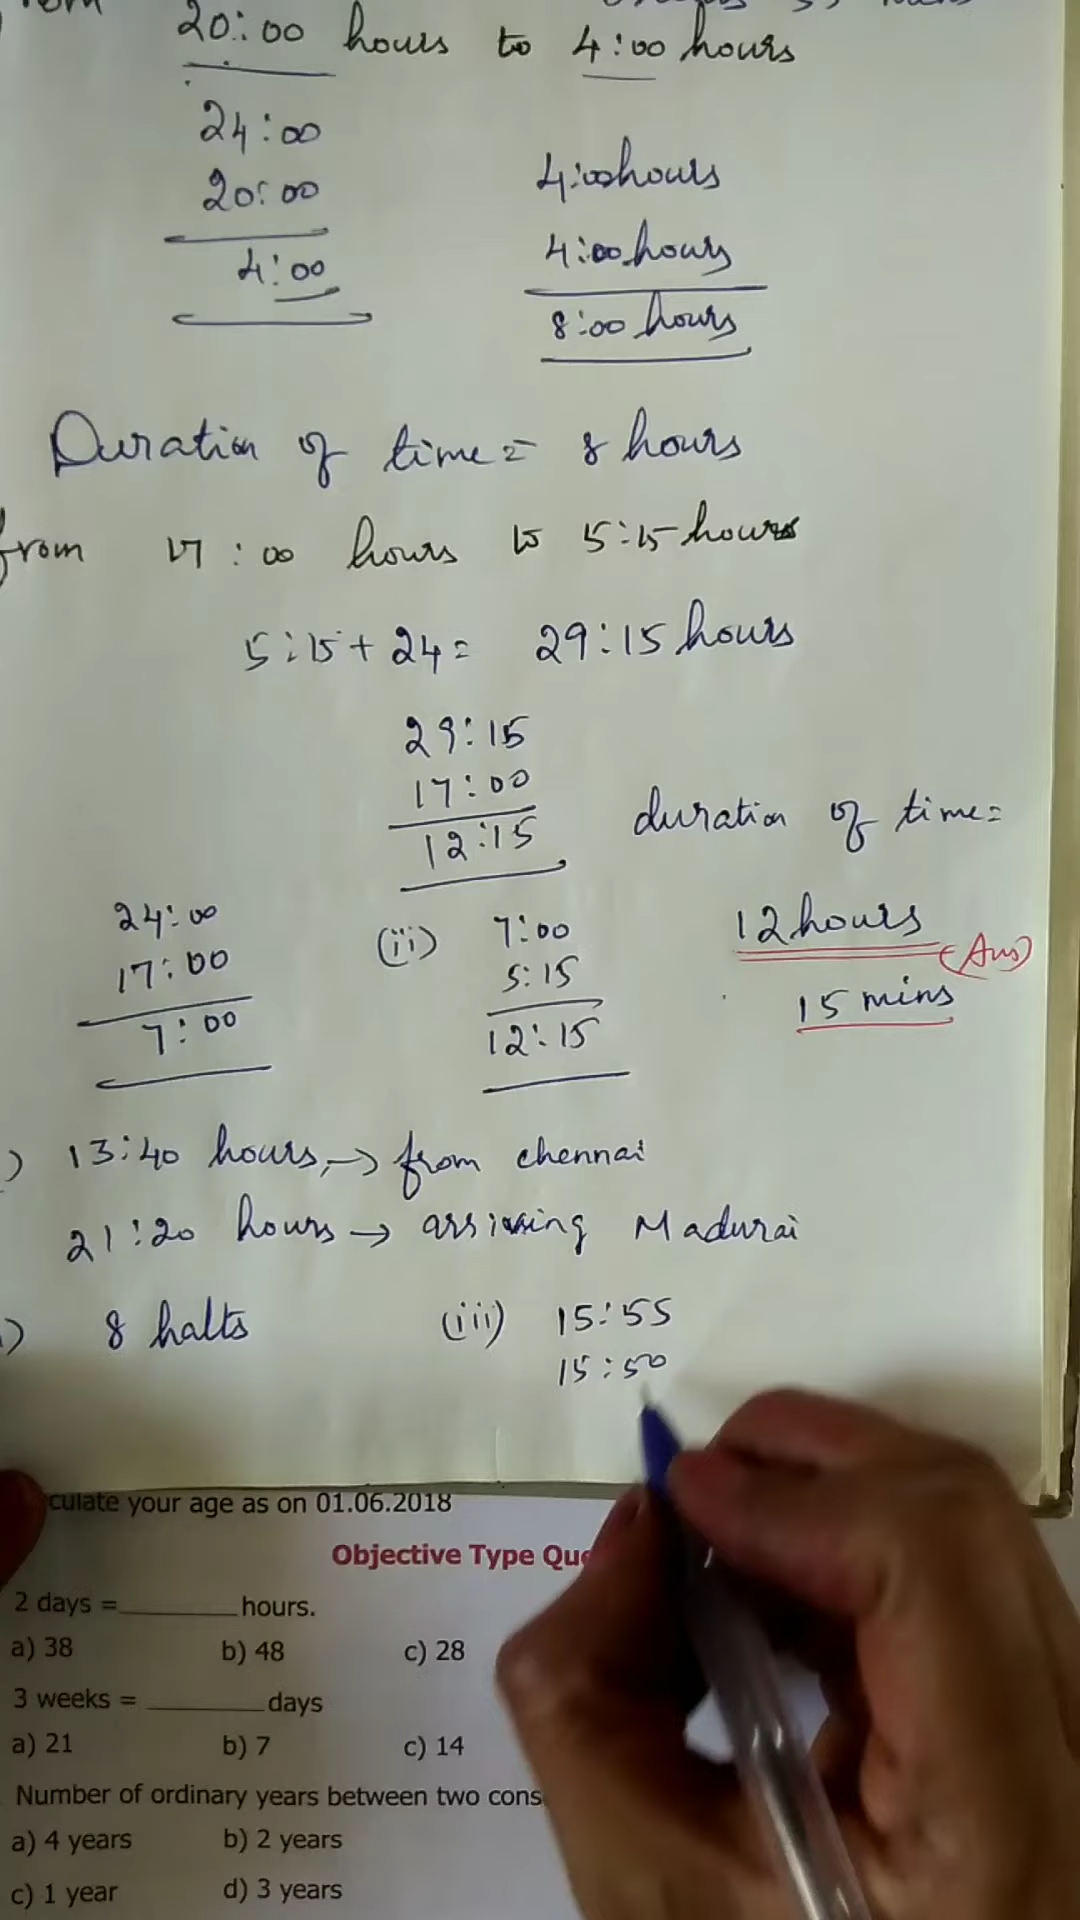 20:00 hours to 4:00 hours
24:00
20:00
4:00
4:00 hours
4:00 hours
8:00 hours
Duration of time = 8 hours
from 17:00 hours to 5:15 hours
5:15 + 24 = 29:15 hours
29:15
17:00
12:15
duration of time =
12 hours
(Ans)
15 mins
24:00
17:00
7:00
(ii) 7:00
5:15
12:15
) 13:40 hours, → from chennai
21:20 hours → arriving Madurai
) 8 halts
(iii) 15:55
15:50
culate your age as on 01.06.2018
Objective Type Que
2 days = ________ hours.
a) 38 b) 48 c) 28
3 weeks = ________ days
a) 21 b) 7 c) 14
Number of ordinary years between two cons
a) 4 years b) 2 years
c) 1 year d) 3 years